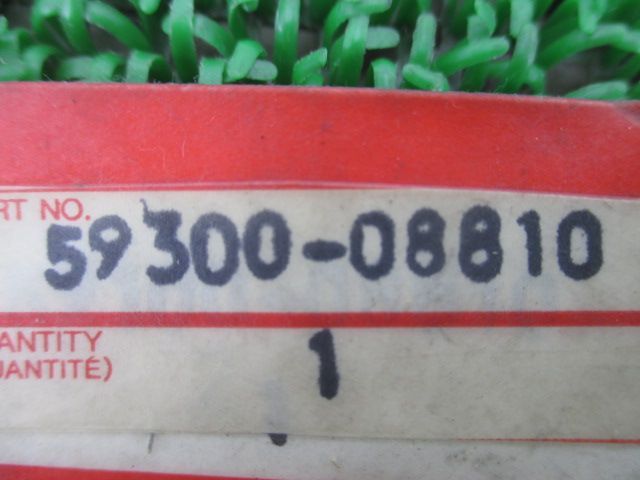 RT NO.
59300-08810
ANTITY
1
UANTITÉ)